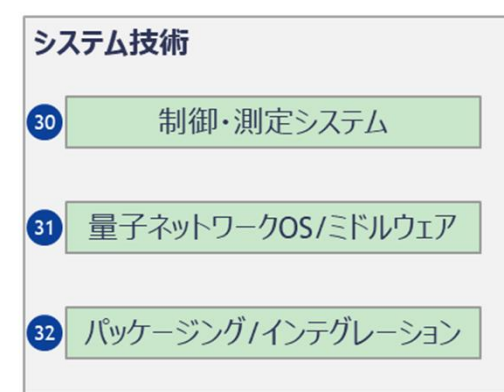 システム技術
30 制御・測定システム
31 量子ネットワークOS/ミドルウェア
32 パッケージング/インテグレーション